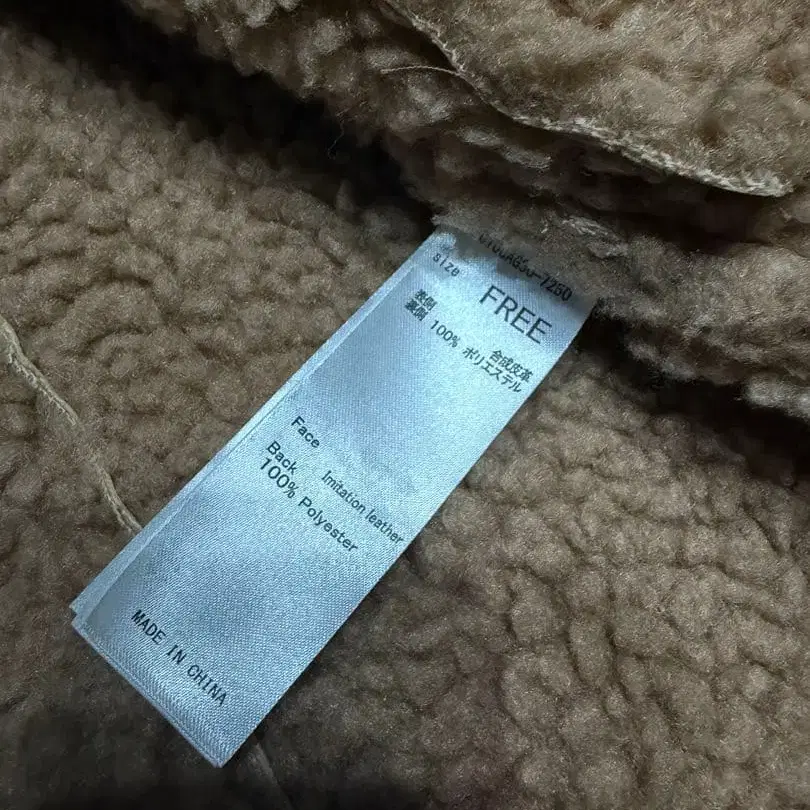 size
FREE
表側 合成皮革
裏側 100% ポリエステル
Face
Imitation leather
Back
100% Polyester
MADE IN CHINA